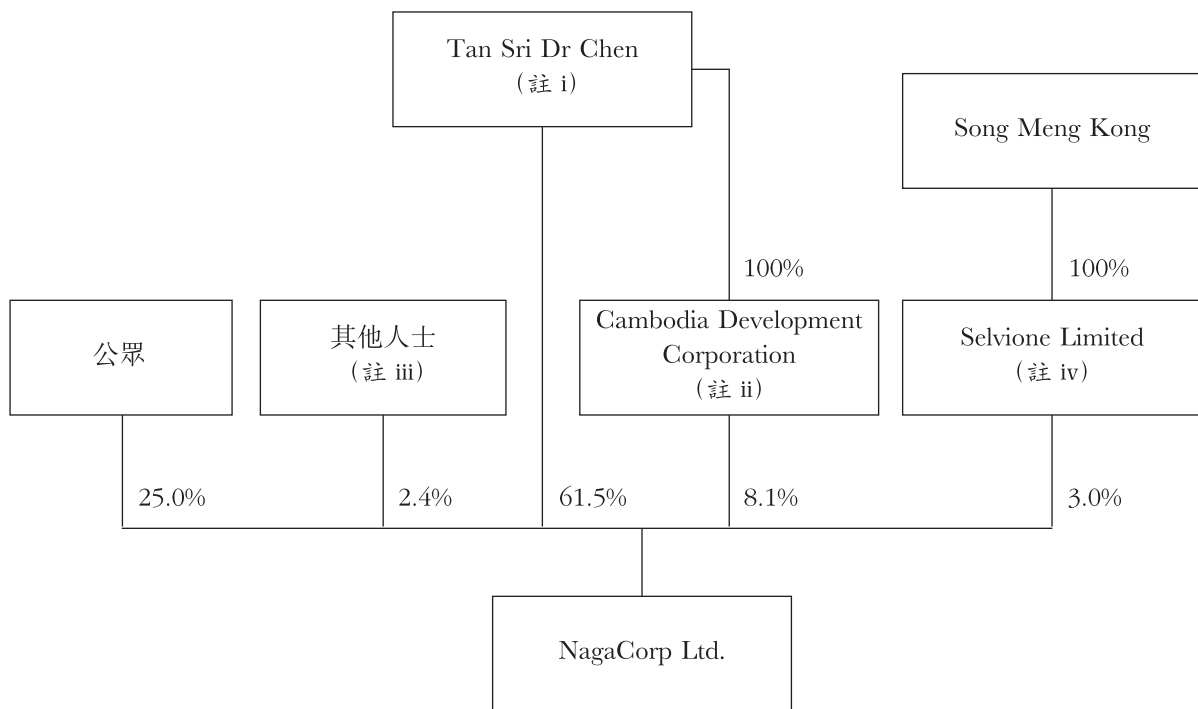 Tan Sri Dr Chen
(註 i)
Song Meng Kong
100%
100%
公眾
其他人士
(註 iii)
Cambodia Development
Corporation
(註 ii)
Selvione Limited
(註 iv)
25.0%
2.4%
61.5%
8.1%
3.0%
NagaCorp Ltd.